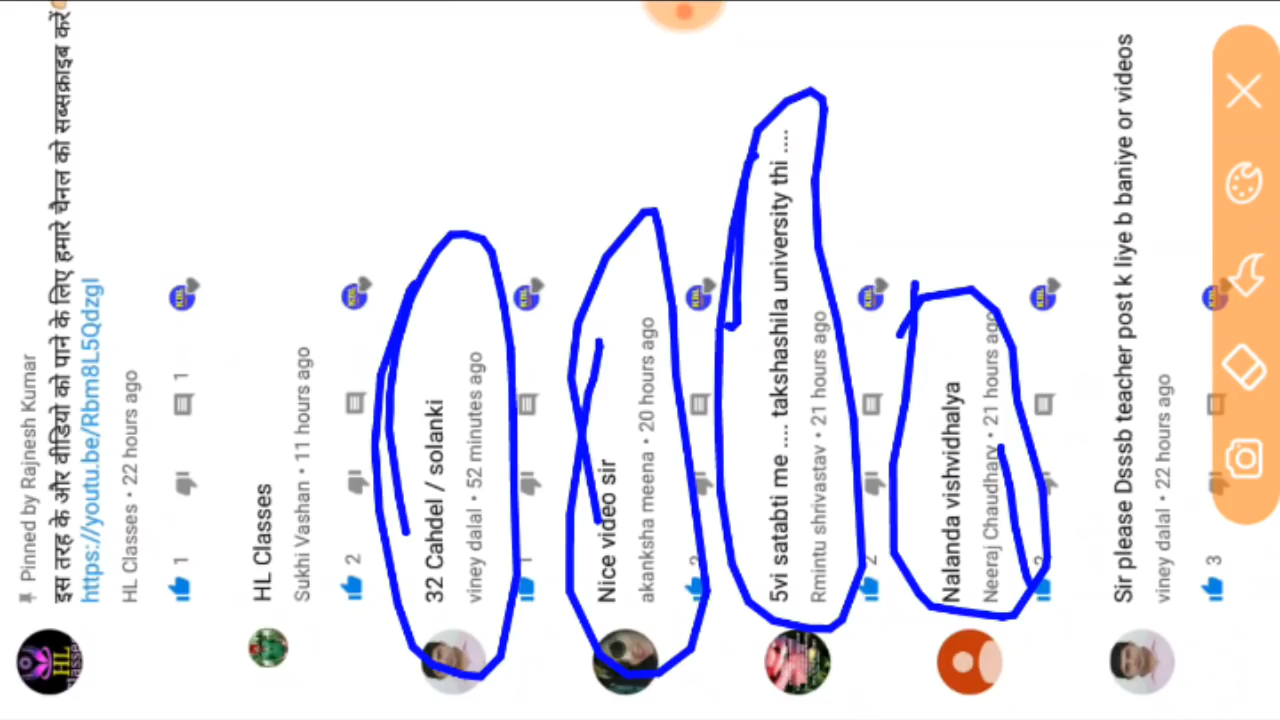 Pinned by Rajnesh Kumar
इस तरह के और वीडियो को पाने के लिए हमारे चैनल को सब्सक्राइब करें
https://youtu.be/Rbm8L5Qdzgl
HL Classes • 22 hours ago
1 1
HL Classes
Sukhi Vashan • 11 hours ago
2
32 Cahdel / solanki
viney dalal • 52 minutes ago
1
Nice video sir
akanksha meena • 20 hours ago
2
5vi satabti me .... takshashila university thi ....
Rmintu shrivastav • 21 hours ago
2
Nalanda vishvidhalya
Neeraj Chaudhary • 21 hours ago
2
Sir please Dsssb teacher post k liye b baniye or videos
viney dalal • 22 hours ago
3